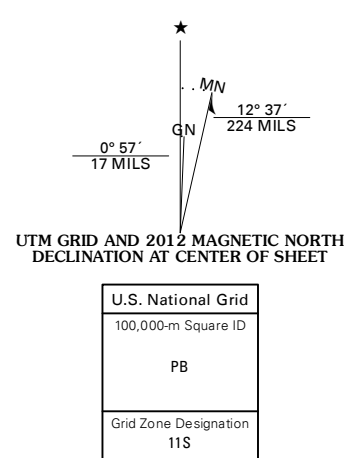 ★
MN
GN
12° 37´
224 MILS
0° 57´
17 MILS
UTM GRID AND 2012 MAGNETIC NORTH
DECLINATION AT CENTER OF SHEET
U.S. National Grid
100,000-m Square ID
PB
Grid Zone Designation
11S